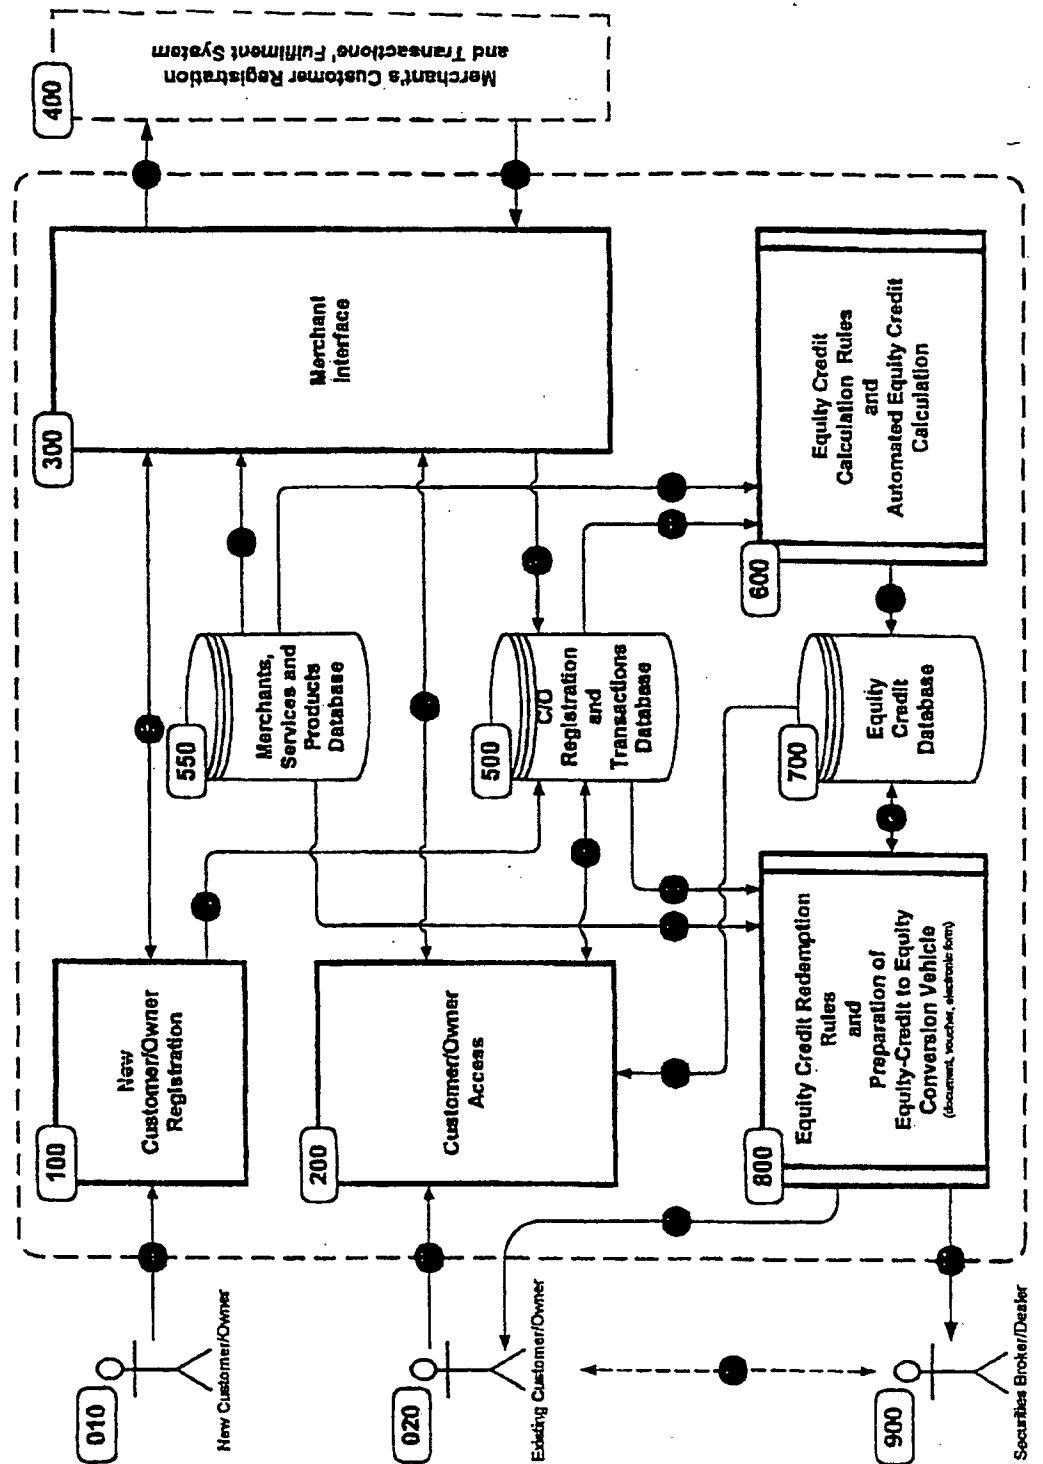 010
New Customer/Owner
020
Existing Customer/Owner
900
Securities Broker/Dealer
100
New
Customer/Owner
Registration
200
Customer/Owner
Access
800
Equity Credit Redemption
Rules
and
Preparation of
Equity-Credit to Equity
Conversion Vehicle
(document, voucher, electronic form)
550
Merchants,
Services and
Products
Database
500
C/O
Registration
and
Transactions
Database
700
Equity
Credit
Database
300
Merchant
Interface
600
Equity Credit
Calculation Rules
and
Automated Equity Credit
Calculation
400
Merchant's Customer Registration
and Transactions' Fulfilment System